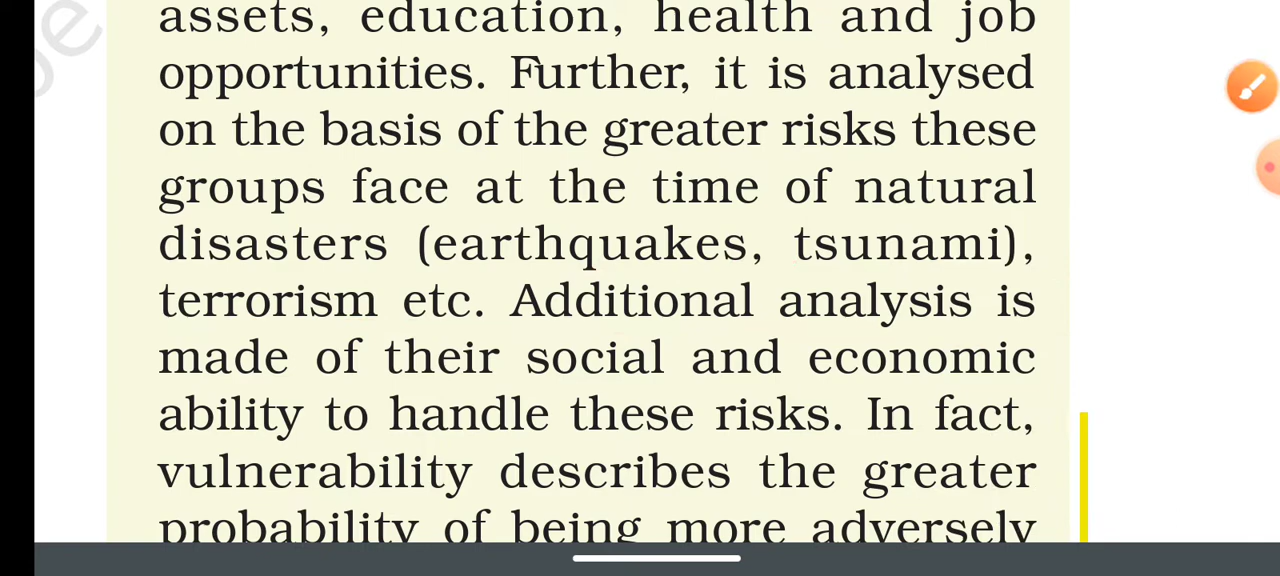 assets, education, health and job
opportunities. Further, it is analysed
on the basis of the greater risks these
groups face at the time of natural
disasters (earthquakes, tsunami),
terrorism etc. Additional analysis is
made of their social and economic
ability to handle these risks. In fact,
vulnerability describes the greater
probability of being more adversely